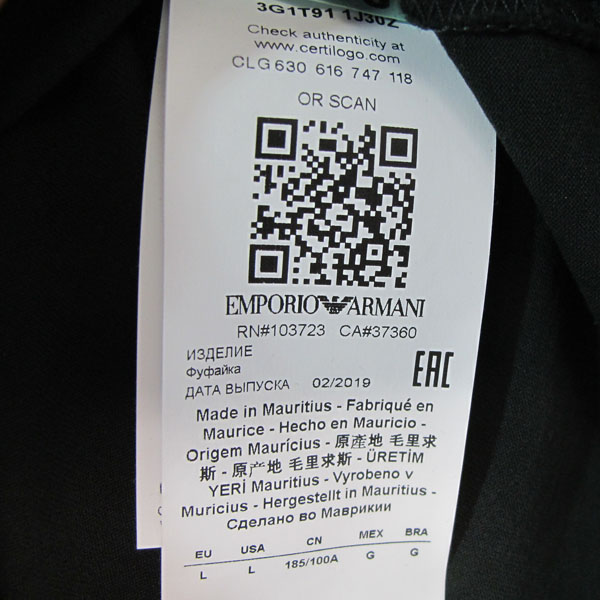 3G1T91 1J30Z
Check authenticity at
www.certilogo.com
CLG 630 616 747 118
OR SCAN
EMPORIO ARMANI
RN#103723 CA#37360
ИЗДЕЛИЕ
Фуфайка
ДАТА ВЫПУСКА 02/2019
EAC
Made in Mauritius - Fabriqué en
Maurice - Hecho en Mauricio -
Origem Maurícius - 原產地 毛里求
斯 - 原产地 毛里求斯 - ÜRETİM
YERİ Mauritius - Vyrobeno v
Mauricius - Hergestellt in Mauritius -
Сделано во Маврикии
EU USA CN MEX BRA
L L 185/100A G G